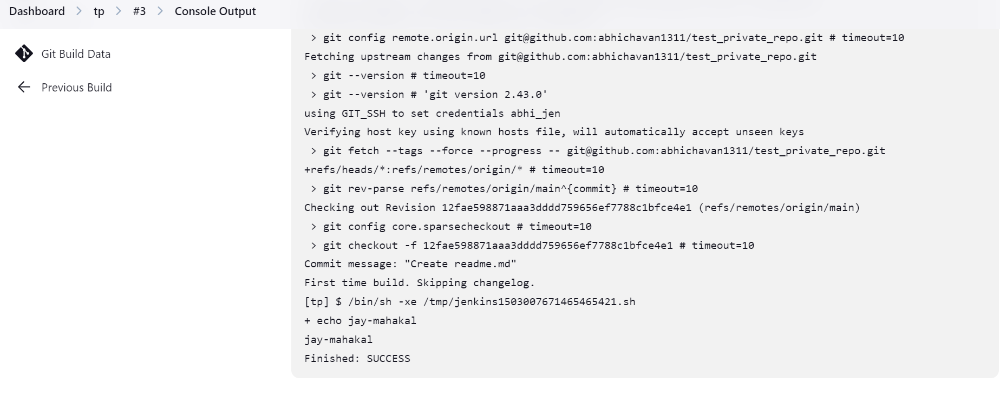 Dashboard > tp > #3 > Console Output
Git Build Data
Previous Build
> git config remote.origin.url git@github.com:abhichavan1311/test_private_repo.git # timeout=10
Fetching upstream changes from git@github.com:abhichavan1311/test_private_repo.git
> git --version # timeout=10
> git --version # 'git version 2.43.0'
using GIT_SSH to set credentials abhi_jen
Verifying host key using known hosts file, will automatically accept unseen keys
> git fetch --tags --force --progress -- git@github.com:abhichavan1311/test_private_repo.git
+refs/heads/*:refs/remotes/origin/* # timeout=10
> git rev-parse refs/remotes/origin/main^{commit} # timeout=10
Checking out Revision 12fae598871aaa3dddd759656ef7788c1bfce4e1 (refs/remotes/origin/main)
> git config core.sparsecheckout # timeout=10
> git checkout -f 12fae598871aaa3dddd759656ef7788c1bfce4e1 # timeout=10
Commit message: "Create readme.md"
First time build. Skipping changelog.
[tp] $ /bin/sh -xe /tmp/jenkins1503007671465465421.sh
+ echo jay-mahakal
jay-mahakal
Finished: SUCCESS